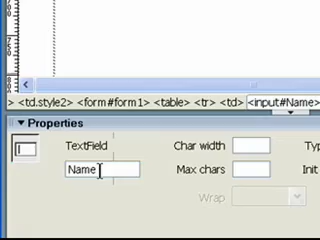 > <td.style2> <form#form1> <table> <tr> <td> <input#Name>
Properties
TextField Char width Typ
Name Max chars Init
Wrap